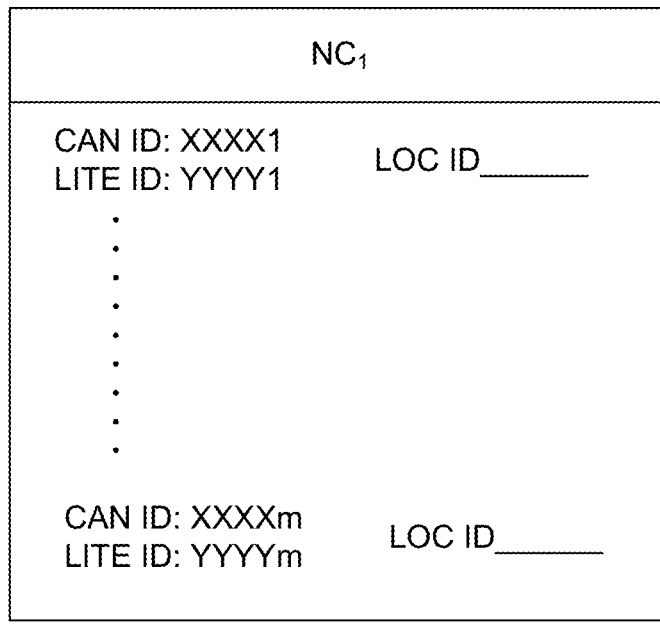 NC₁
CAN ID: XXXX1
LITE ID: YYYY1
LOC ID______
CAN ID: XXXXm
LITE ID: YYYYm
LOC ID______